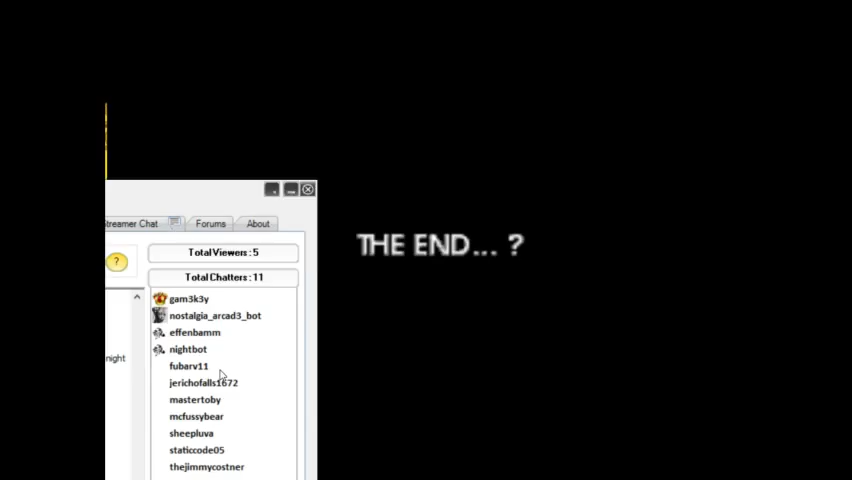 Streamer Chat Forums About
?
Total Viewers : 5
Total Chatters : 11
gam3k3y
nostalgia_arcad3_bot
effenbamm
night
nightbot
fubarv11
jerichofalls1672
mastertoby
mcfussybear
sheepluva
staticcode05
thejimmycostner
THE END... ?